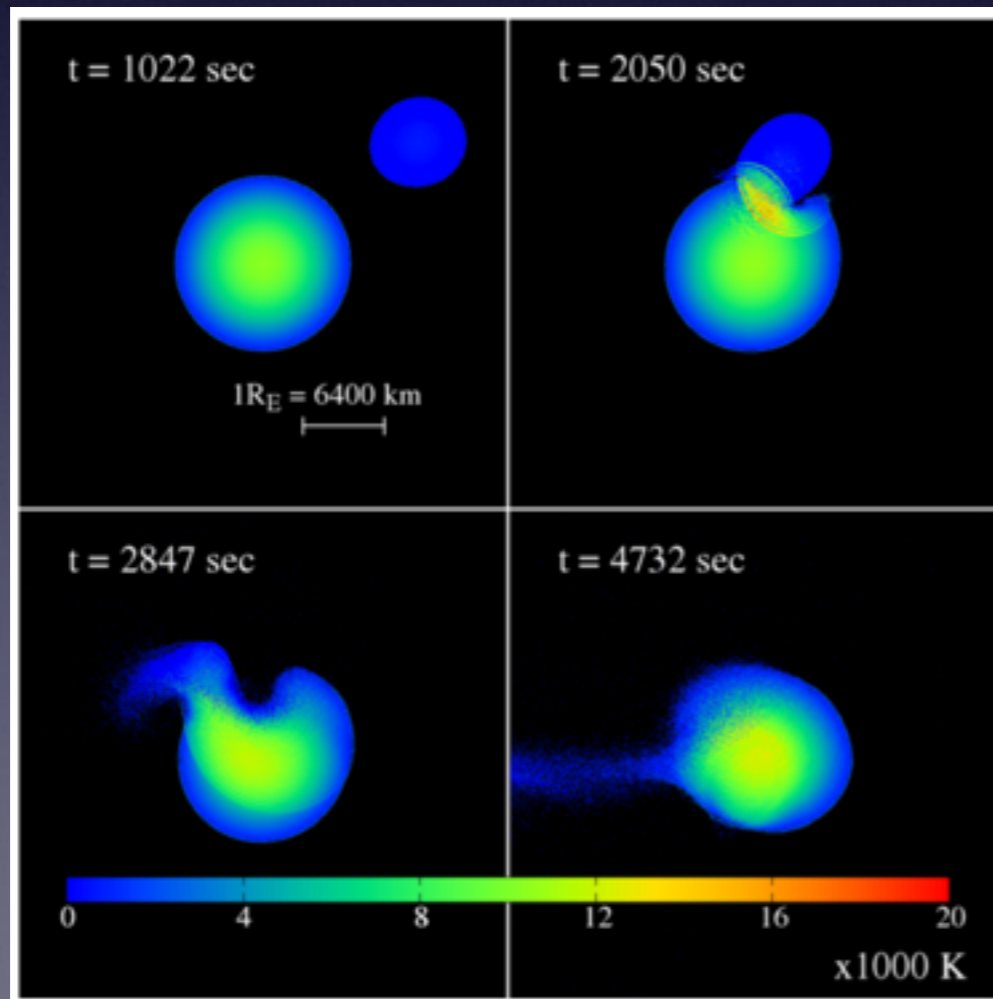 t = 1022 sec
t = 2050 sec
1R_E = 6400 km
t = 2847 sec
t = 4732 sec
0 4 8 12 16 20
x1000 K